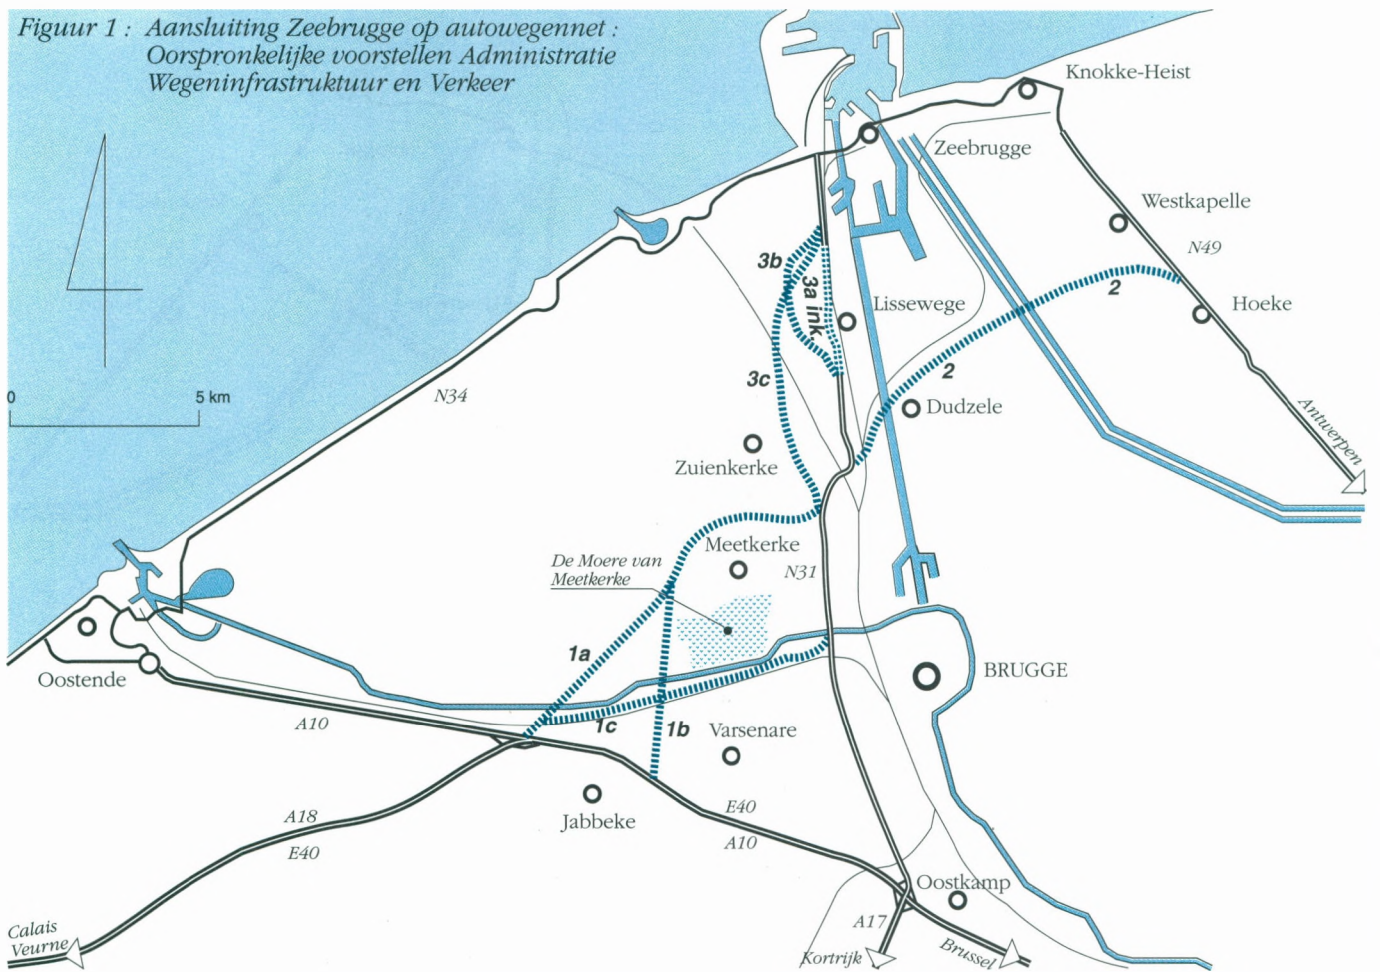 Figuur 1 : Aansluiting Zeebrugge op autowegennet :
Oorspronkelijke voorstellen Administratie
Wegeninfrastruktuur en Verkeer
Knokke-Heist
Zeebrugge
Westkapelle
N49
3b
3a ink.
2
Lissewege
Hoeke
3c
2
0
5 km
N34
Dudzele
Antwerpen
Zuienkerke
Meetkerke
De Moere van
Meetkerke
N31
1a
Oostende
BRUGGE
A10
1c
1b
Varsenare
A18
E40
Jabbeke
E40
A10
Oostkamp
A17
Calais
Veurne
Kortrijk
Brussel